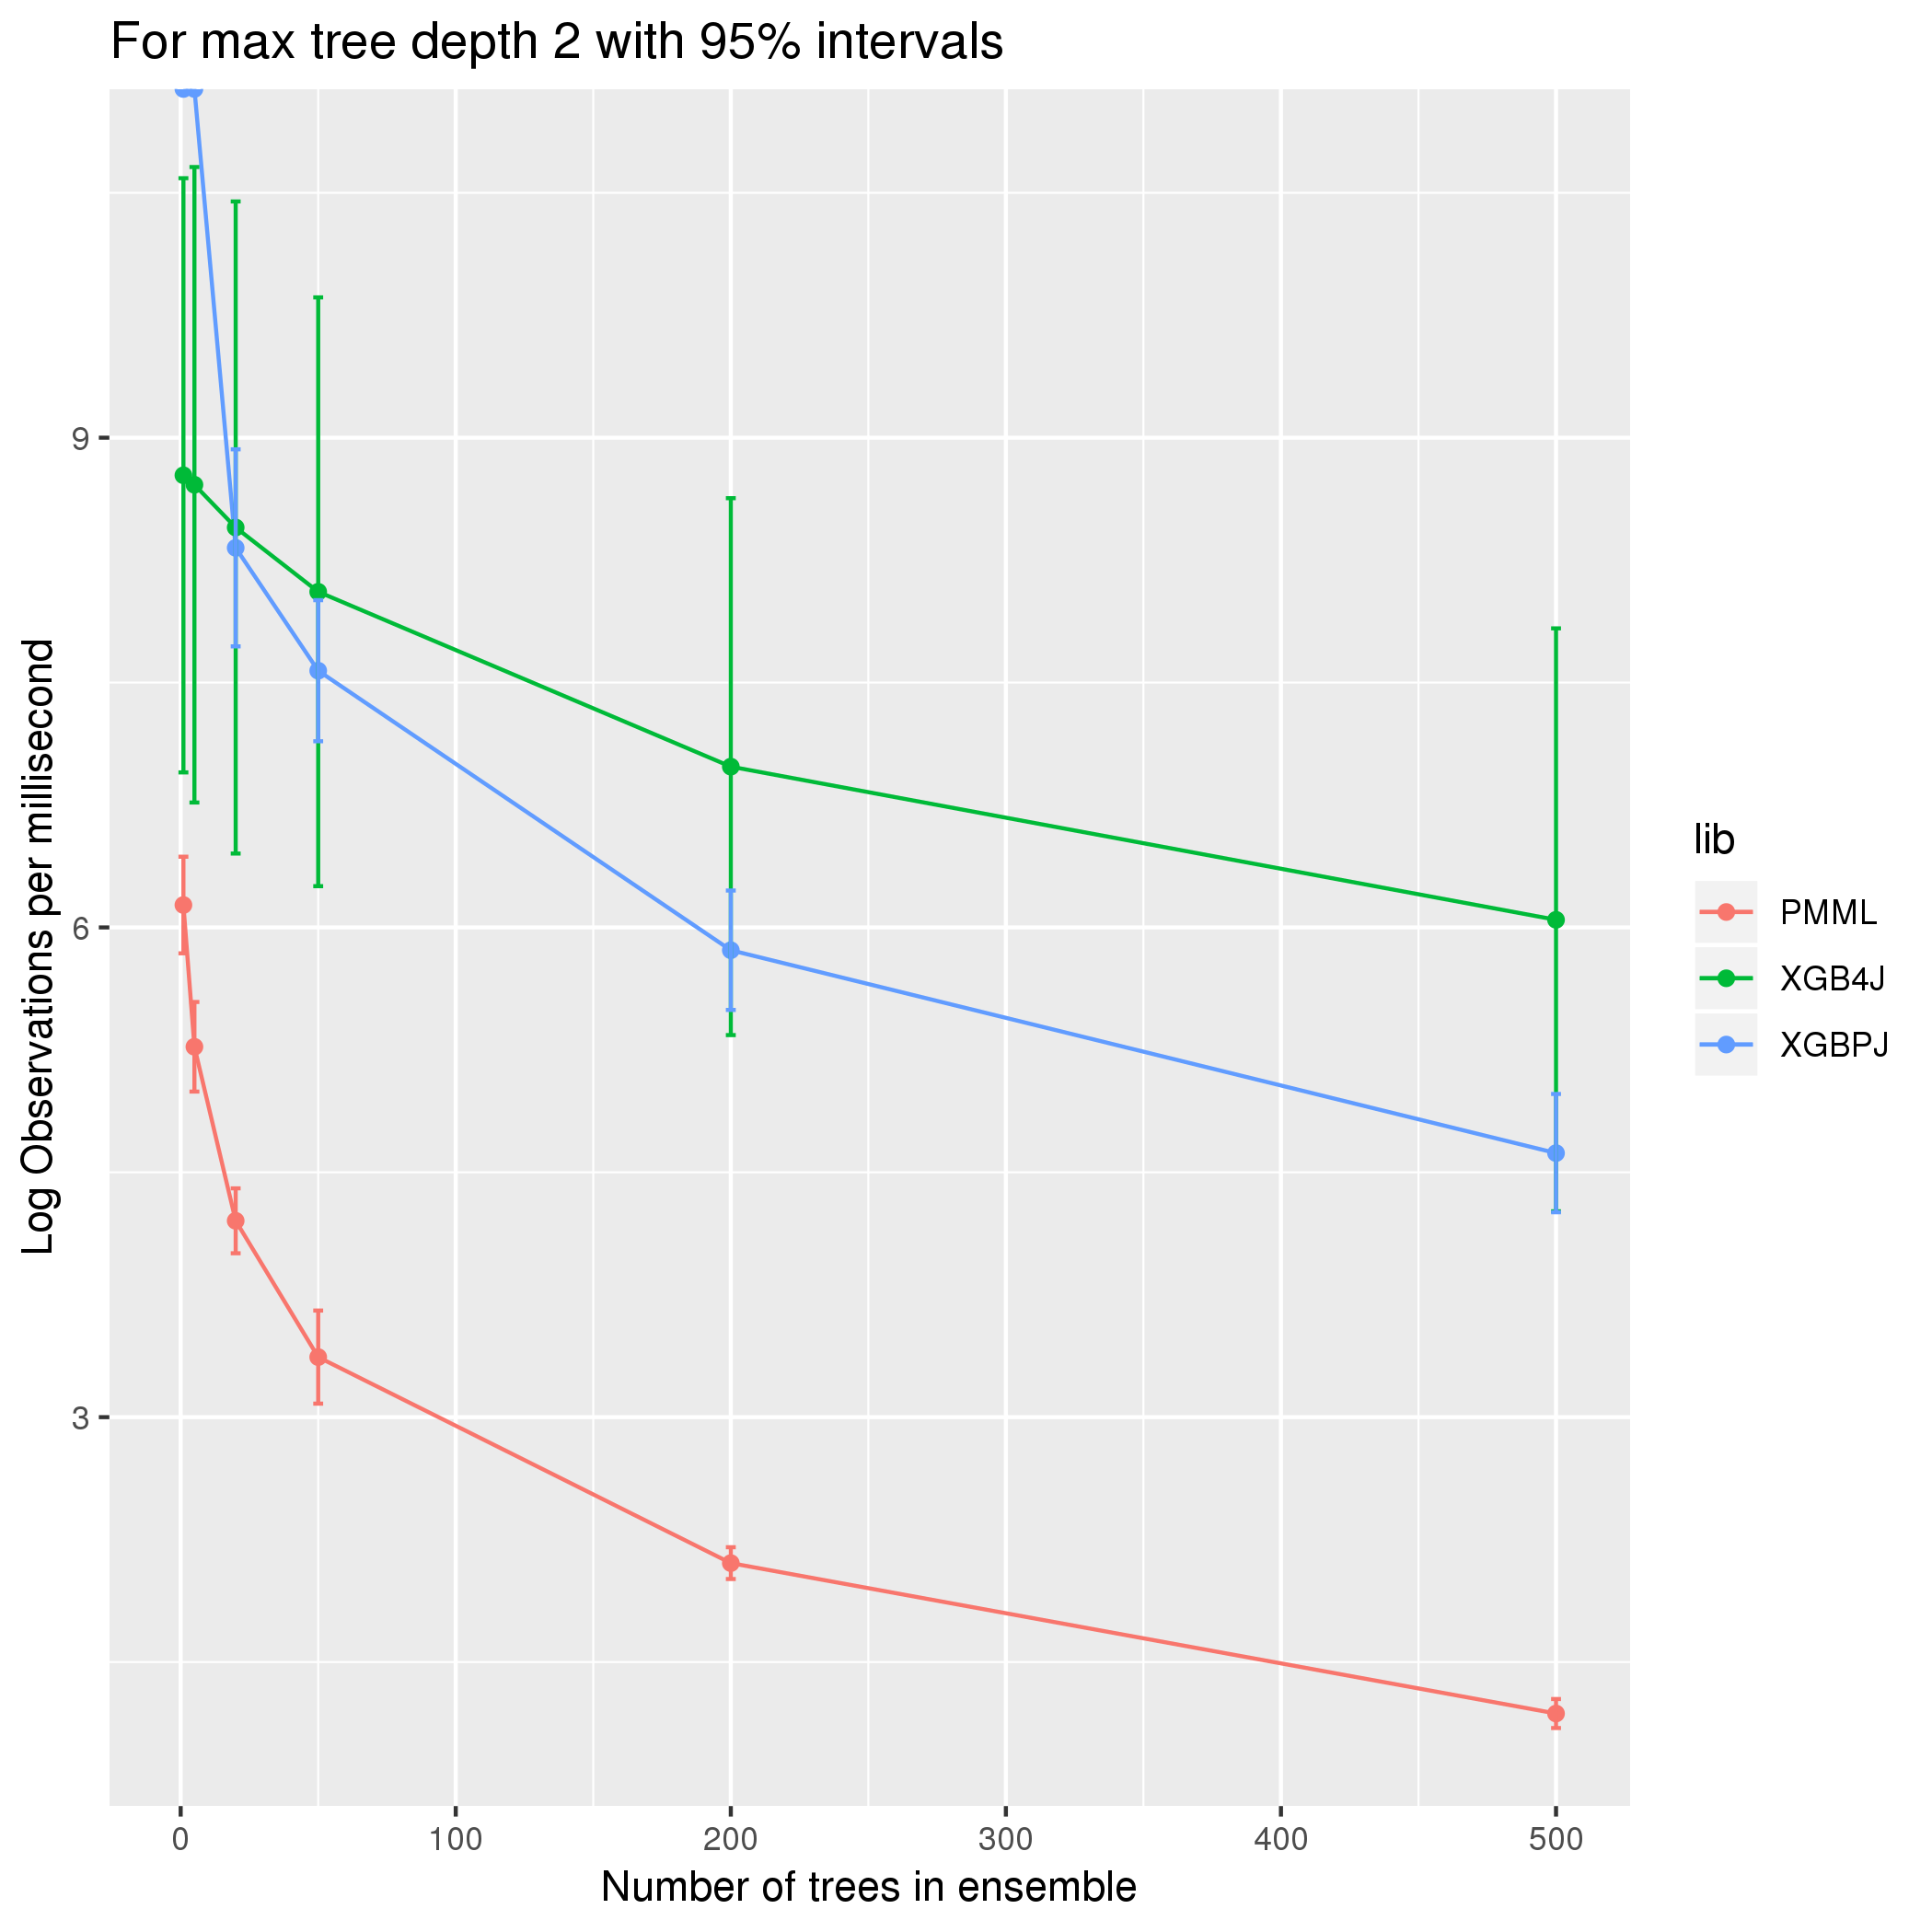 For max tree depth 2 with 95% intervals
Log Observations per millisecond
9
6
3
0
100
200
300
400
500
Number of trees in ensemble
lib
PMML
XGB4J
XGBPJ